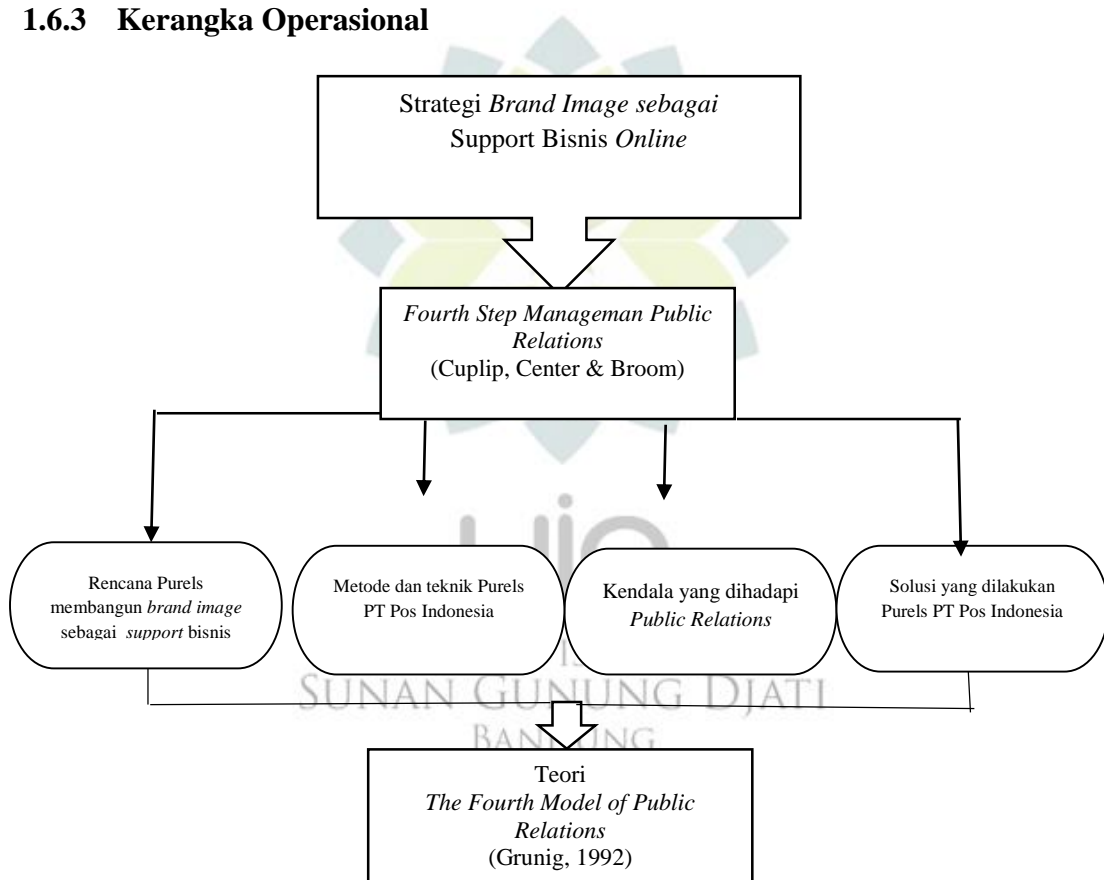 1.6.3 Kerangka Operasional
Strategi Brand Image sebagai
Support Bisnis Online
Fourth Step Manageman Public
Relations
(Cuplip, Center & Broom)
Rencana Purels
membangun brand image
sebagai support bisnis
Metode dan teknik Purels
PT Pos Indonesia
Kendala yang dihadapi
Public Relations
Solusi yang dilakukan
Purels PT Pos Indonesia
SUNAN GUNUNG DJATI
BANDUNG
Teori
The Fourth Model of Public
Relations
(Grunig, 1992)